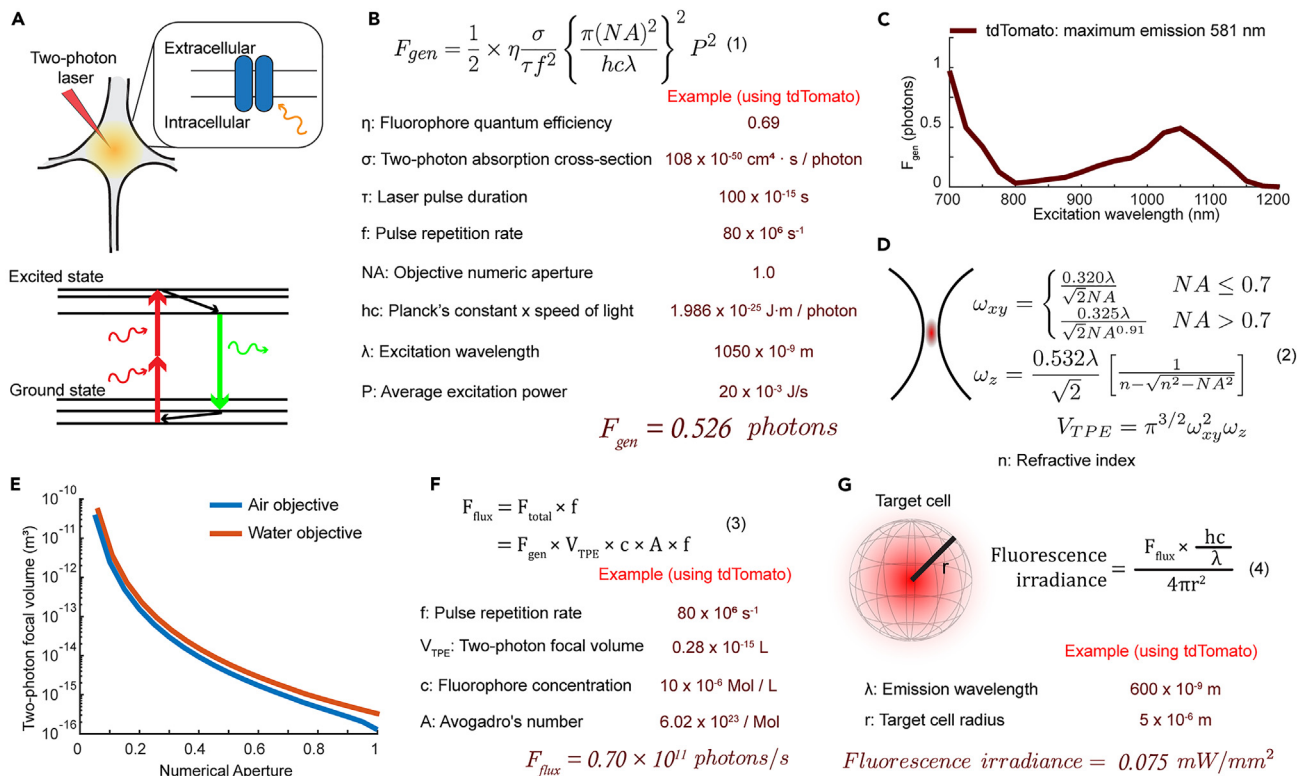 A
Two-photon
laser
Extracellular
Intracellular
Excited state
Ground state
B
F_gen = 1/2 × η σ/(τf²) {π(NA)²/(hcλ)}² P² (1)
Example (using tdTomato)
η: Fluorophore quantum efficiency 0.69
σ: Two-photon absorption cross-section 108 x 10⁻⁵⁰ cm⁴ · s / photon
τ: Laser pulse duration 100 x 10⁻¹⁵ s
f: Pulse repetition rate 80 x 10⁶ s⁻¹
NA: Objective numeric aperture 1.0
hc: Planck's constant x speed of light 1.986 x 10⁻²⁵ J·m / photon
λ: Excitation wavelength 1050 x 10⁻⁹ m
P: Average excitation power 20 x 10⁻³ J/s
F_gen = 0.526 photons
C
tdTomato: maximum emission 581 nm
F_gen (photons)
1
0.5
0
700 800 900 1000 1100 1200
Excitation wavelength (nm)
D
ω_xy = { 0.320λ/(√2NA) NA ≤ 0.7
0.325λ/(√2NA^0.91) NA > 0.7
ω_z = 0.532λ/√2 [1/(n−√(n²−NA²))] (2)
V_TPE = π^(3/2) ω²_xy ω_z
n: Refractive index
E
Air objective
Water objective
Two-photon focal volume (m³)
10⁻¹⁰
10⁻¹¹
10⁻¹²
10⁻¹³
10⁻¹⁴
10⁻¹⁵
10⁻¹⁶
0 0.2 0.4 0.6 0.8 1
Numerical Aperture
F
F_flux = F_total × f
= F_gen × V_TPE × c × A × f (3)
Example (using tdTomato)
f: Pulse repetition rate 80 x 10⁶ s⁻¹
V_TPE: Two-photon focal volume 0.28 x 10⁻¹⁵ L
c: Fluorophore concentration 10 x 10⁻⁶ Mol / L
A: Avogadro's number 6.02 x 10²³ / Mol
F_flux = 0.70 × 10¹¹ photons/s
G
Target cell
r
Fluorescence irradiance = (F_flux × hc/λ)/(4πr²) (4)
Example (using tdTomato)
λ: Emission wavelength 600 x 10⁻⁹ m
r: Target cell radius 5 x 10⁻⁶ m
Fluorescence irradiance = 0.075 mW/mm²